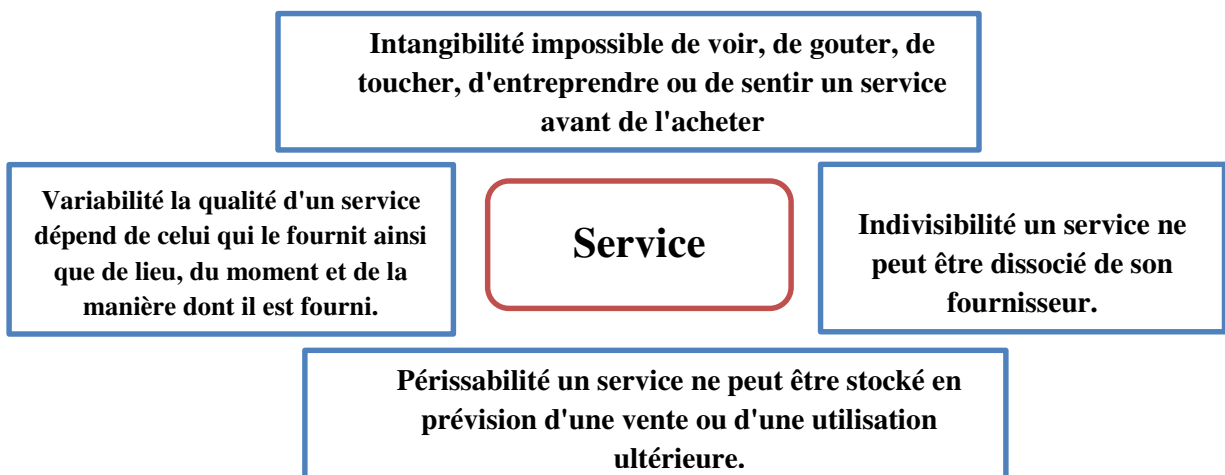 Intangibilité impossible de voir, de gouter, de
toucher, d'entreprendre ou de sentir un service
avant de l'acheter
Variabilité la qualité d'un service
dépend de celui qui le fournit ainsi
que de lieu, du moment et de la
manière dont il est fourni.
Service
Indivisibilité un service ne
peut être dissocié de son
fournisseur.
Périssabilité un service ne peut être stocké en
prévision d'une vente ou d'une utilisation
ultérieure.